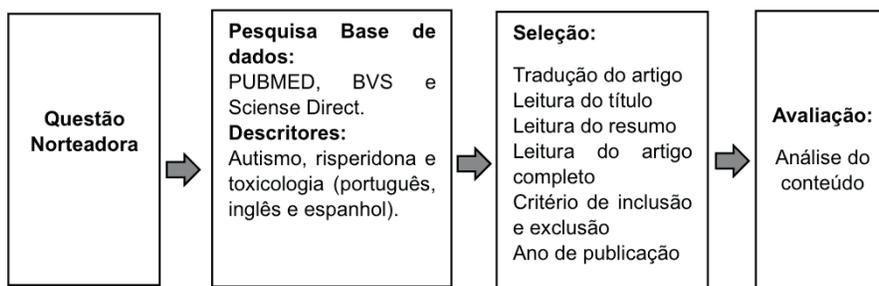 Questão
Norteadora
Pesquisa Base de
dados:
PUBMED, BVS e
Sciense Direct.
Descritores:
Autismo, risperidona e
toxicologia (português,
inglês e espanhol).
Seleção:
Tradução do artigo
Leitura do título
Leitura do resumo
Leitura do artigo
completo
Critério de inclusão
e exclusão
Ano de publicação
Avaliação:
Análise do
conteúdo